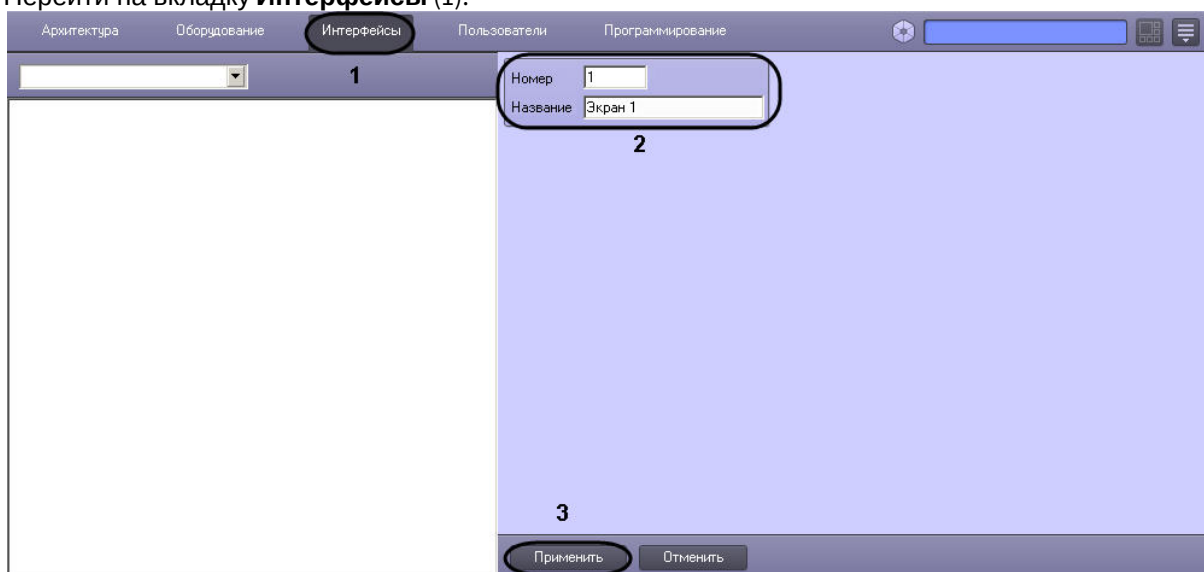 Перейти на вкладку Интерфейсы (1).
Архитектура Оборудование Интерфейсы Пользователи Программирование
1
Номер 1
Название Экран 1
2
3
Применить Отменить